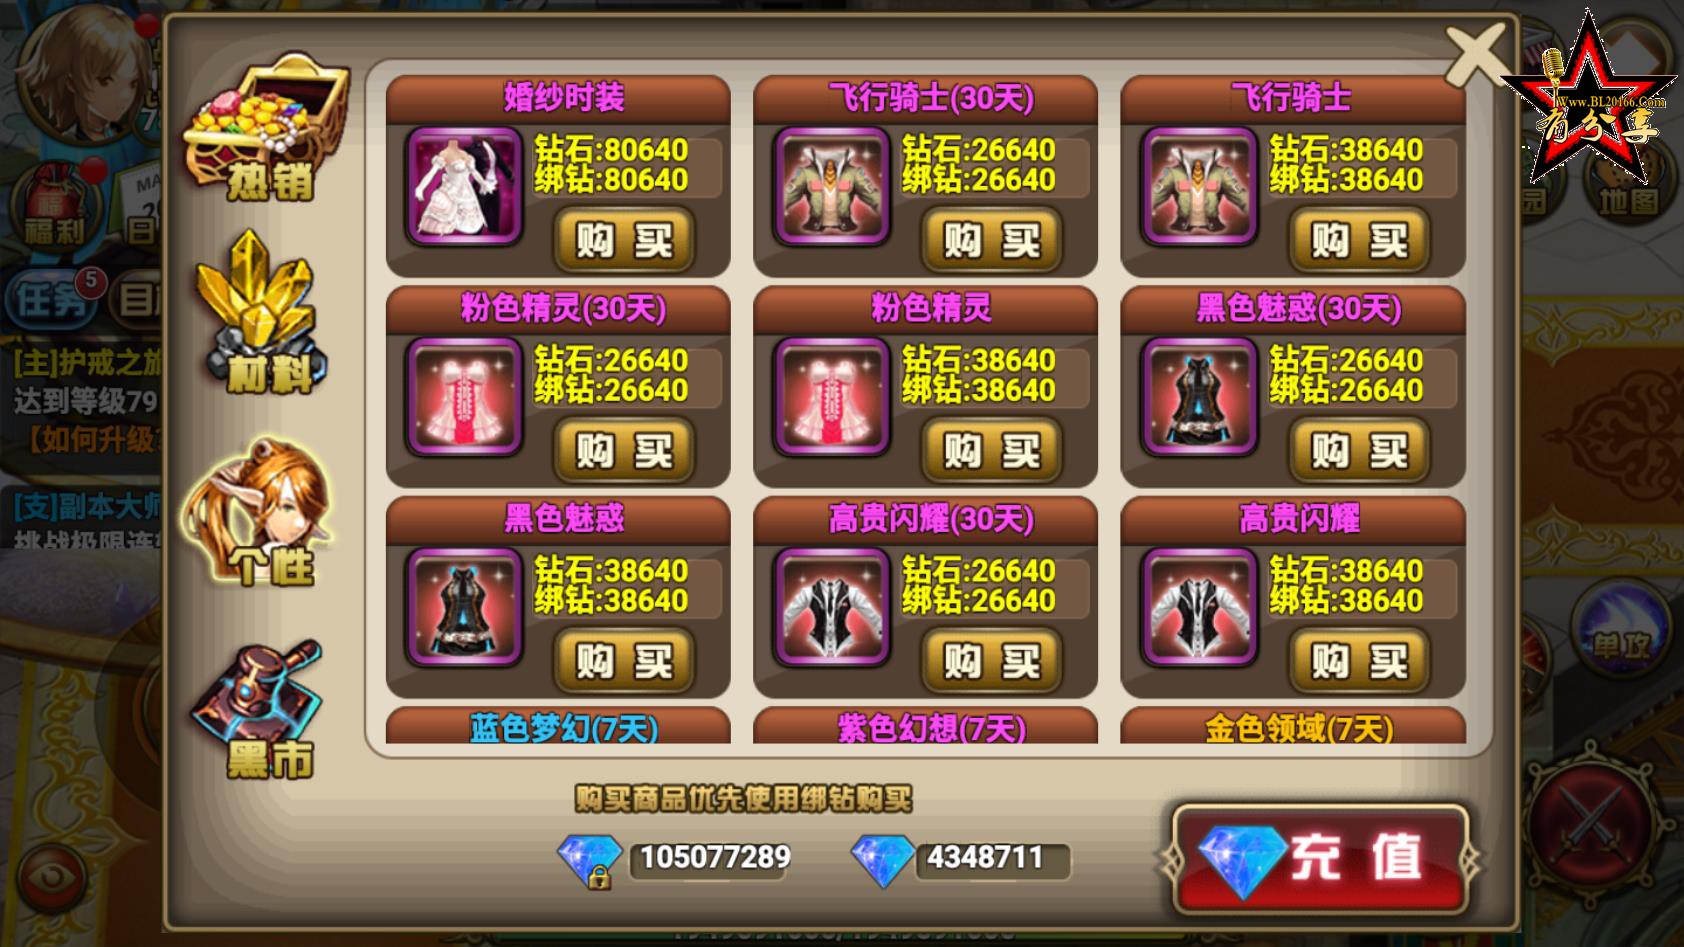 婚纱时装
钻石:80640
绑钻:80640
购买
飞行骑士(30天)
钻石:26640
绑钻:26640
购买
飞行骑士
钻石:38640
绑钻:38640
购买
粉色精灵(30天)
钻石:26640
绑钻:26640
购买
粉色精灵
钻石:38640
绑钻:38640
购买
黑色魅惑(30天)
钻石:26640
绑钻:26640
购买
黑色魅惑
钻石:38640
绑钻:38640
购买
高贵闪耀(30天)
钻石:26640
绑钻:26640
购买
高贵闪耀
钻石:38640
绑钻:38640
购买
蓝色梦幻(7天)
紫色幻想(7天)
金色领域(7天)
热销
材料
个性
黑市
购买商品优先使用绑钻购买
105077289
4348711
充值
福利
日
任务
5
目
[主]护戒之旅
达到等级79
【如何升级
[支]副本大师
挑战极限连
Www.BL20166.Com
有分享
园
地图
单攻